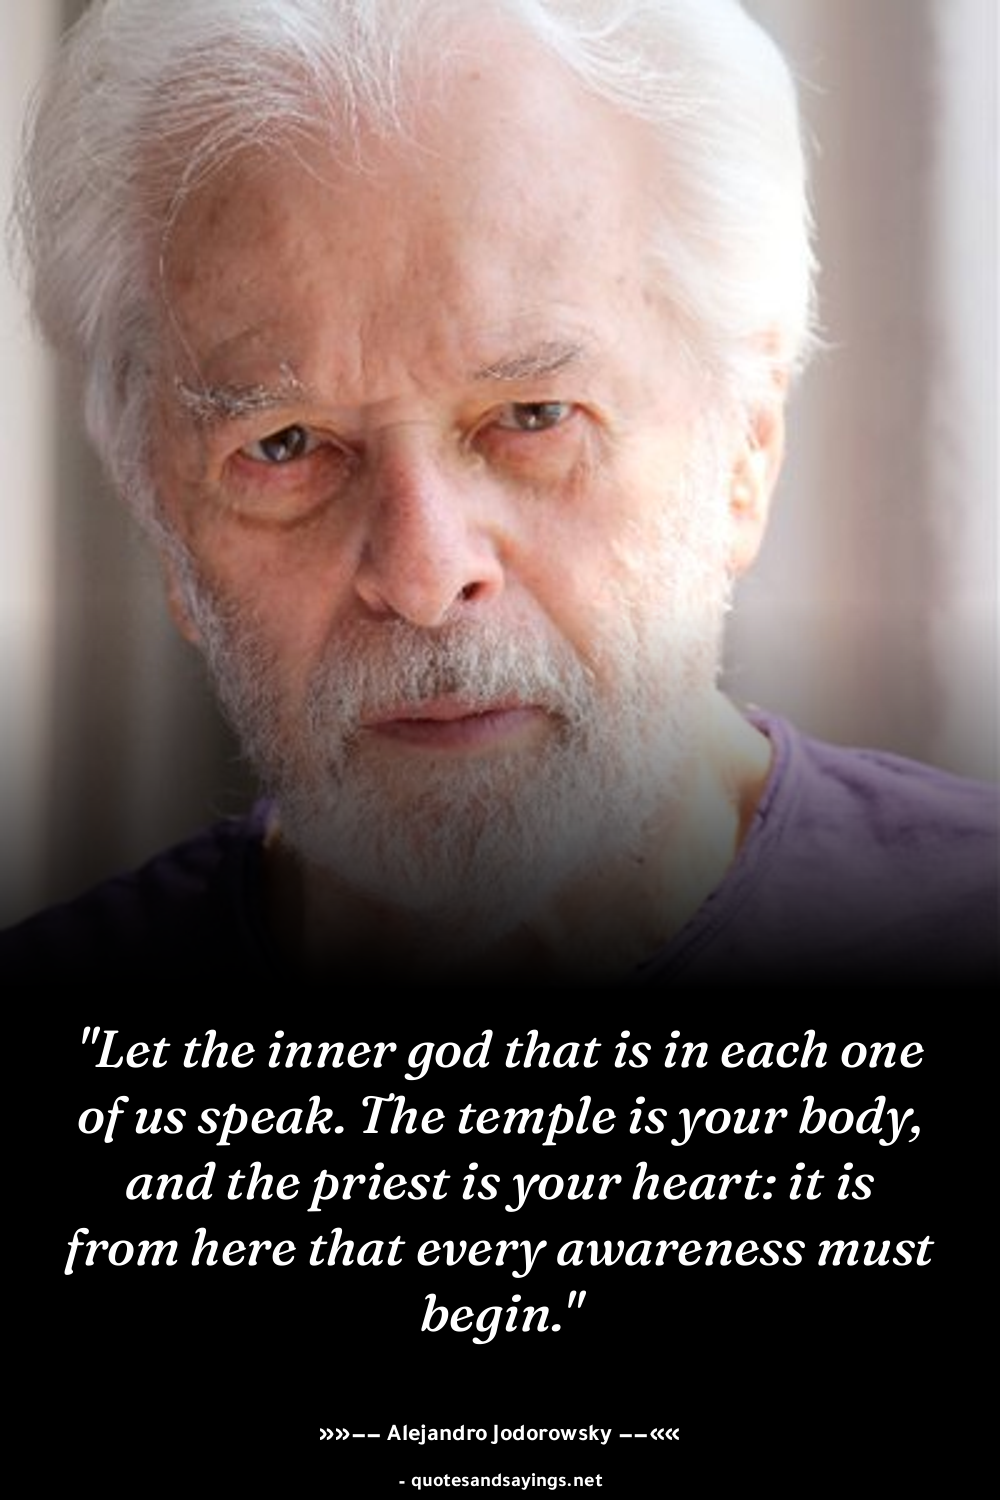 "Let the inner god that is in each one
of us speak. The temple is your body,
and the priest is your heart: it is
from here that every awareness must
begin."
»»−− Alejandro Jodorowsky −−««
- quotesandsayings.net